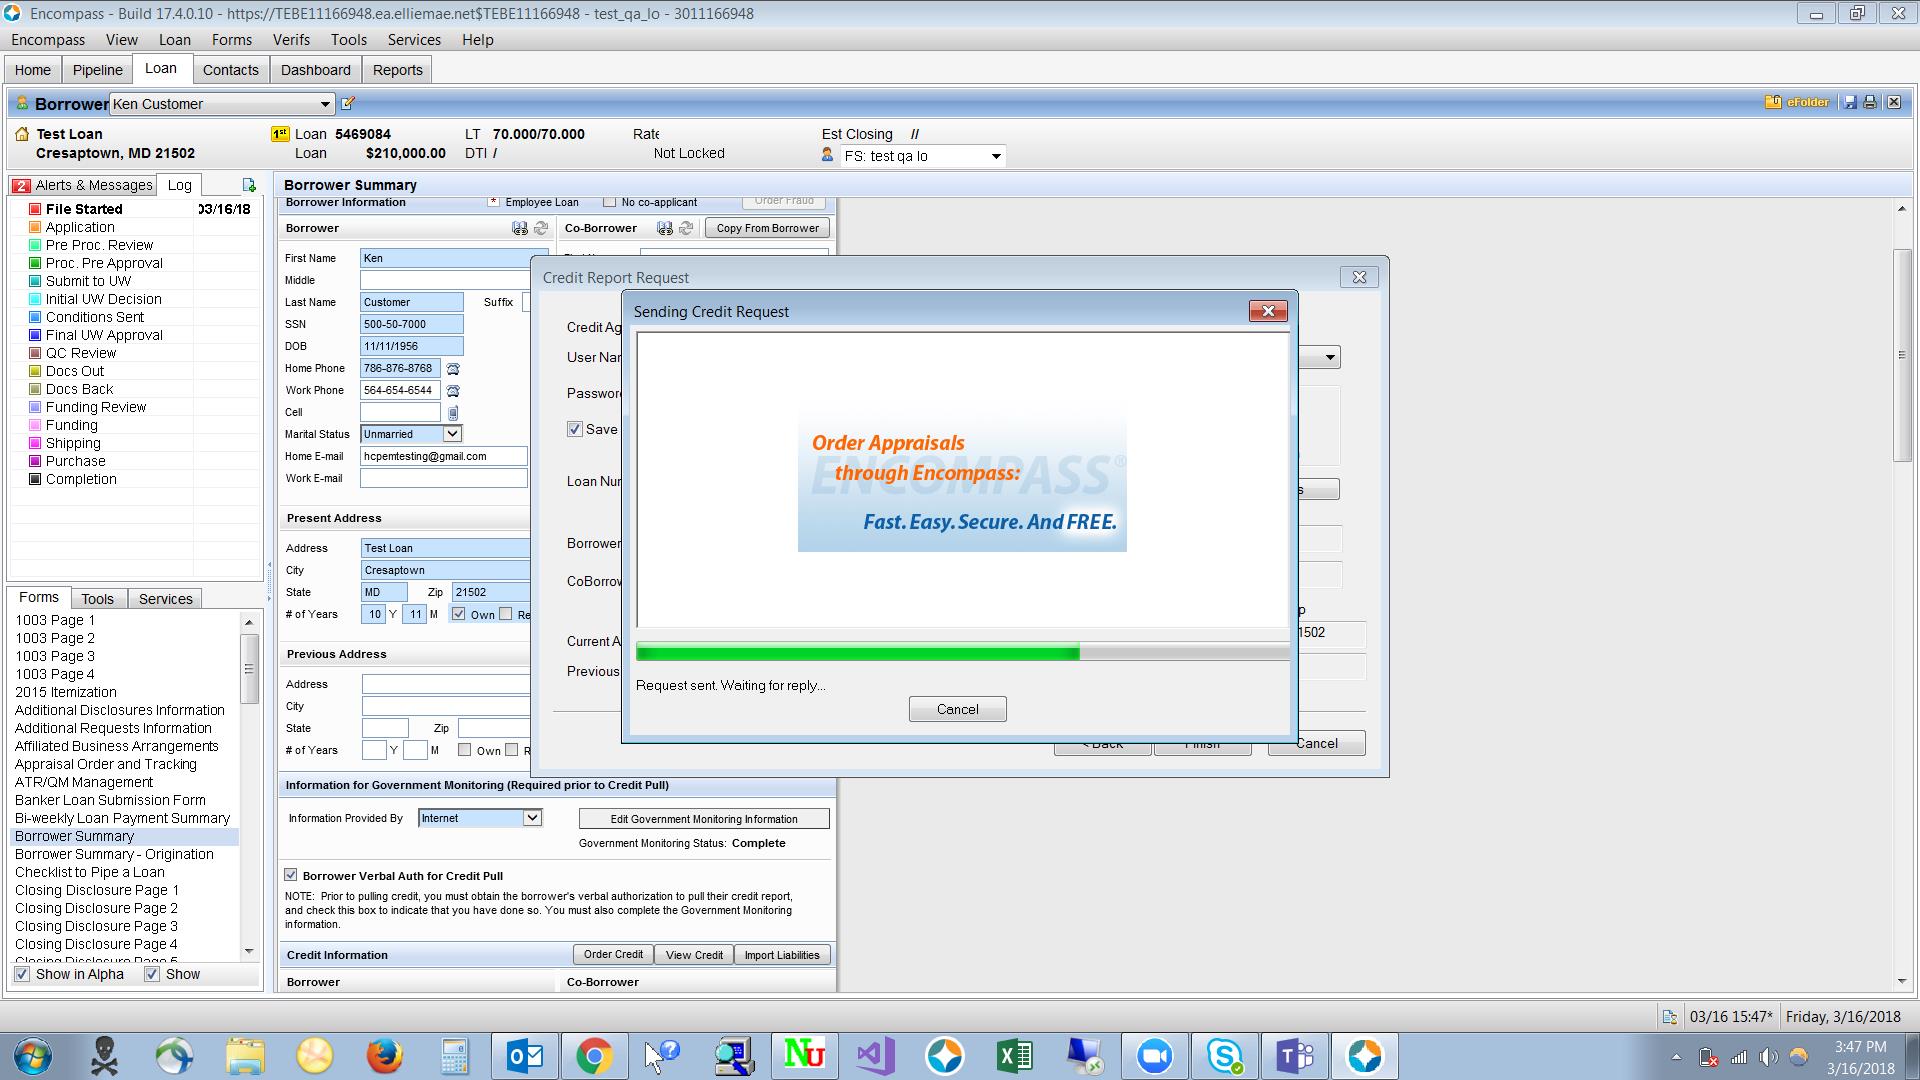 Encompass - Build 17.4.0.10 - https://TEBE11166948.ea.elliemae.net$TEBE11166948 - test_qa_lo - 3011166948
Encompass View Loan Forms Verifs Tools Services Help
Home Pipeline Loan Contacts Dashboard Reports
Borrower Ken Customer eFolder
Test Loan 1st Loan 5469084 LT 70.000/70.000 Rate Est Closing //
Cresaptown, MD 21502 Loan $210,000.00 DTI / Not Locked FS: test qa lo
2 Alerts & Messages Log
File Started 03/16/18
Application
Pre Proc. Review
Proc. Pre Approval
Submit to UW
Initial UW Decision
Conditions Sent
Final UW Approval
QC Review
Docs Out
Docs Back
Funding Review
Funding
Shipping
Purchase
Completion
Forms Tools Services
1003 Page 1
1003 Page 2
1003 Page 3
1003 Page 4
2015 Itemization
Additional Disclosures Information
Additional Requests Information
Affiliated Business Arrangements
Appraisal Order and Tracking
ATR/QM Management
Banker Loan Submission Form
Bi-weekly Loan Payment Summary
Borrower Summary
Borrower Summary - Origination
Checklist to Pipe a Loan
Closing Disclosure Page 1
Closing Disclosure Page 2
Closing Disclosure Page 3
Closing Disclosure Page 4
Closing Disclosure Page 5
Show in Alpha Show
Borrower Summary
Borrower Information Employee Loan No co-applicant Order Fraud
Borrower Co-Borrower Copy From Borrower
First Name Ken
Middle
Last Name Customer Suffix
SSN 500-50-7000
DOB 11/11/1956
Home Phone 786-876-8768
Work Phone 564-654-6544
Cell
Marital Status Unmarried
Home E-mail hcpemtesting@gmail.com
Work E-mail
Present Address
Address Test Loan
City Cresaptown
State MD Zip 21502
# of Years 10 Y 11 M Own Re
Previous Address
Address
City
State Zip
# of Years Y M Own R
Information for Government Monitoring (Required prior to Credit Pull)
Information Provided By Internet Edit Government Monitoring Information
Government Monitoring Status: Complete
Borrower Verbal Auth for Credit Pull
NOTE: Prior to pulling credit, you must obtain the borrower's verbal authorization to pull their credit report,
and check this box to indicate that you have done so. You must also complete the Government Monitoring
information.
Credit Information Order Credit View Credit Import Liabilities
Borrower Co-Borrower
Credit Report Request
Credit Ag
User Nar
Password
Save
Loan Nur
s
Borrower
CoBorrow
p
Current A 1502
Previous
< Back Finish Cancel
Sending Credit Request
ENCOMPASS®
Order Appraisals
through Encompass:
Fast. Easy. Secure. And FREE.
Request sent. Waiting for reply...
Cancel
03/16 15:47* Friday, 3/16/2018
3:47 PM
3/16/2018